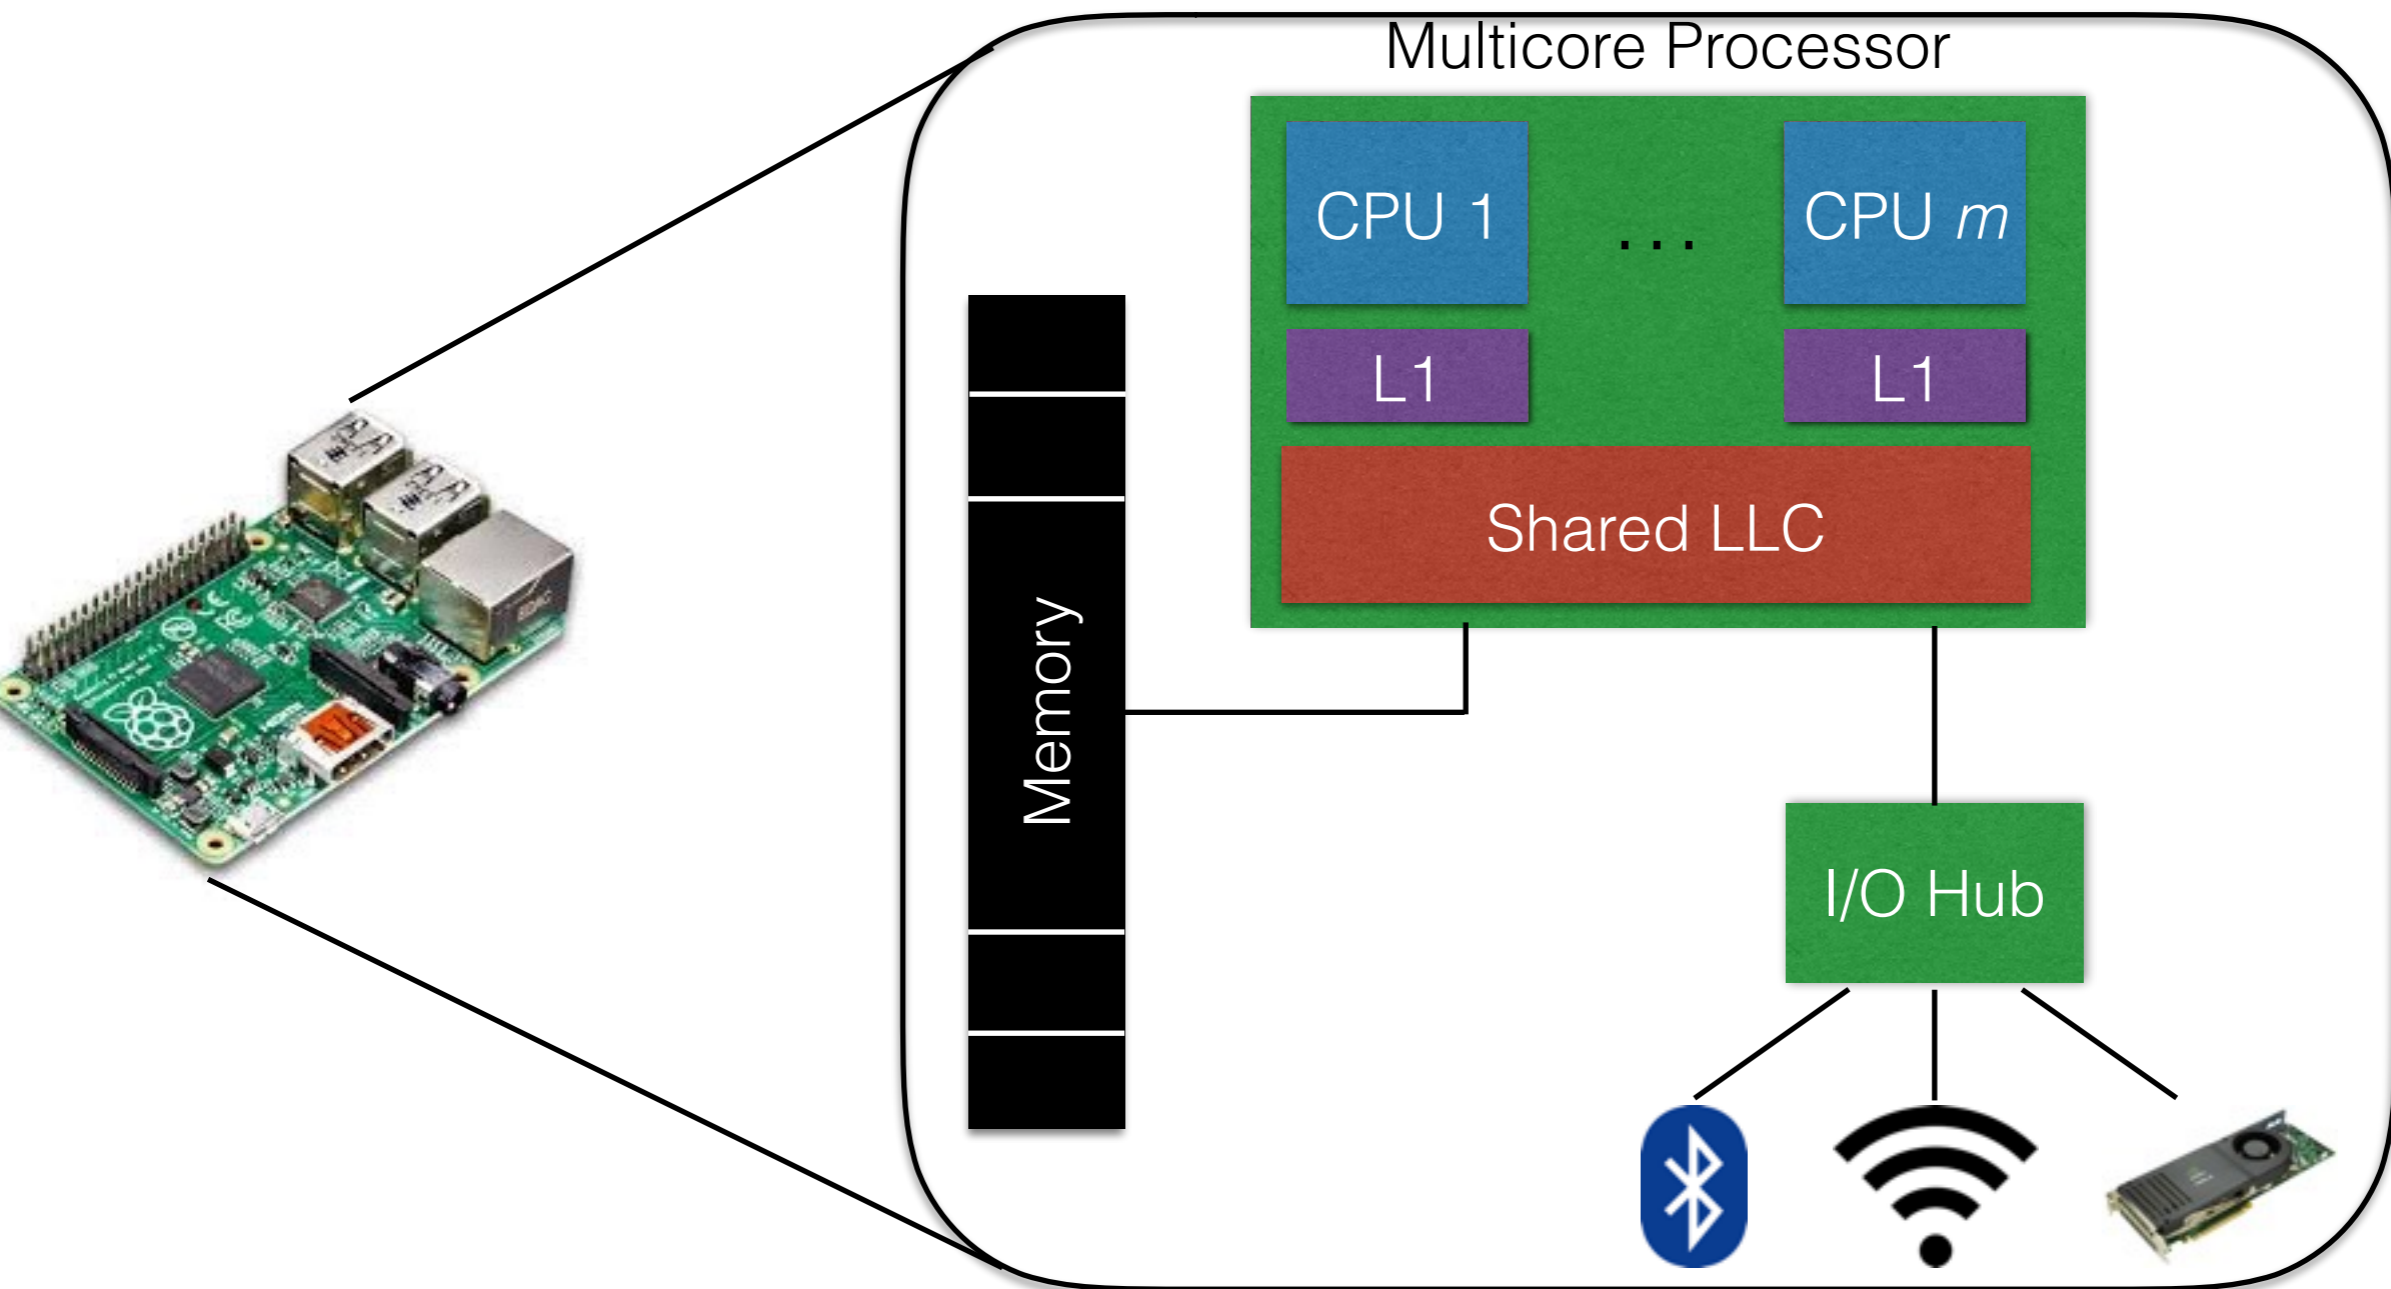 Multicore Processor
CPU 1
...
CPU m
L1
L1
Shared LLC
Memory
I/O Hub